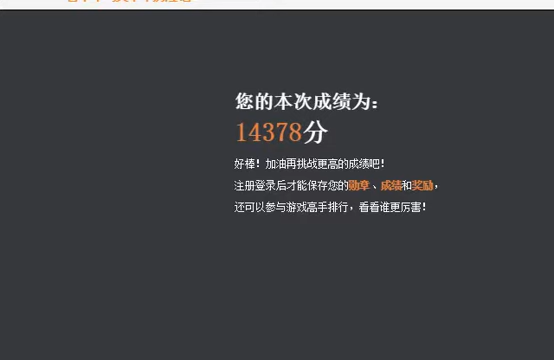 您的本次成绩为：
14378分
好棒！加油再挑战更高的成绩吧！
注册登录后才能保存您的勋章、成绩和奖励，
还可以参与游戏高手排行，看看谁更厉害！